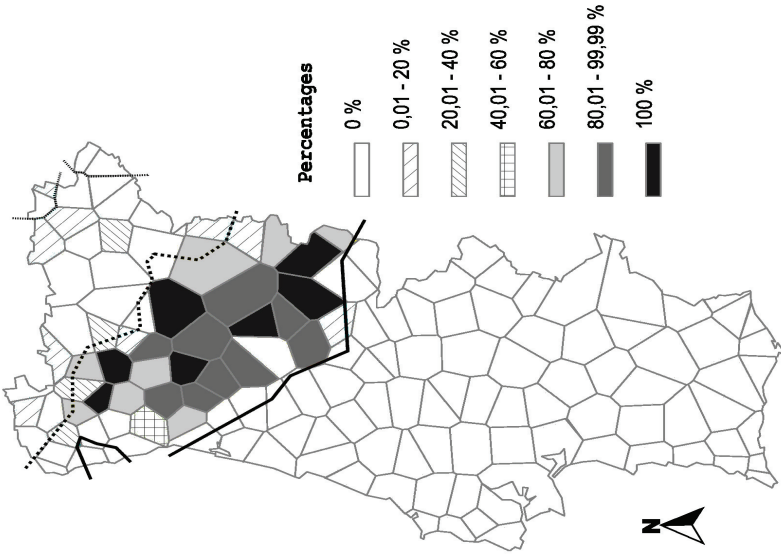 Percentages
0 %
0,01 - 20 %
20,01 - 40 %
40,01 - 60 %
60,01 - 80 %
80,01 - 99,99 %
100 %
N